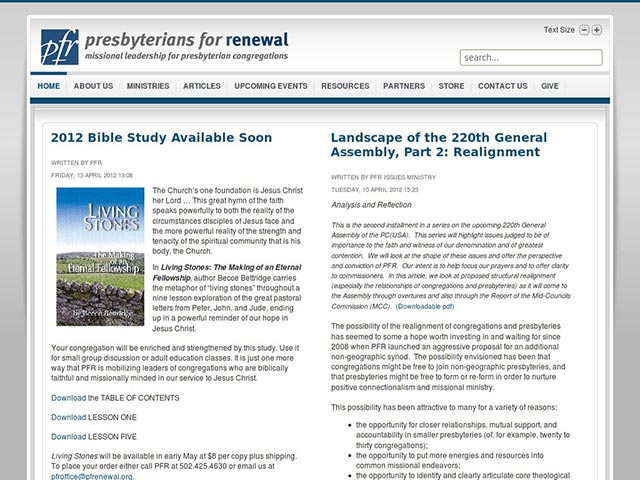 Text Size
pfr
presbyterians for renewal
missional leadership for presbyterian congregations
search...
HOME ABOUT US MINISTRIES ARTICLES UPCOMING EVENTS RESOURCES PARTNERS STORE CONTACT US GIVE
2012 Bible Study Available Soon
WRITTEN BY PFR
FRIDAY, 13 APRIL 2012 13:08
LIVING
STONES
The Making of an
Eternal Fellowship
by Becce Bettridge
The Church's one foundation is Jesus Christ
her Lord … This great hymn of the faith
speaks powerfully to both the reality of the
circumstances disciples of Jesus face and
the more powerful reality of the strength and
tenacity of the spiritual community that is his
body, the Church.
In Living Stones: The Making of an Eternal
Fellowship, author Becce Bettridge carries
the metaphor of "living stones" throughout a
nine lesson exploration of the great pastoral
letters from Peter, John, and Jude, ending
up in a powerful reminder of our hope in
Jesus Christ.
Your congregation will be enriched and strengthened by this study. Use it
for small group discussion or adult education classes. It is just one more
way that PFR is mobilizing leaders of congregations who are biblically
faithful and missionally minded in our service to Jesus Christ.
Download the TABLE OF CONTENTS
Download LESSON ONE
Download LESSON FIVE
Living Stones will be available in early May at $8 per copy plus shipping.
To place your order either call PFR at 502.425.4630 or email us at
pfroffice@pfrenewal.org.
Landscape of the 220th General
Assembly, Part 2: Realignment
WRITTEN BY PFR ISSUES MINISTRY
TUESDAY, 10 APRIL 2012 15:23
Analysis and Reflection
This is the second installment in a series on the upcoming 220th General
Assembly of the PC(USA). This series will highlight issues judged to be of
importance to the faith and witness of our denomination and of greatest
contention. We will look at the shape of these issues and offer the perspective
and conviction of PFR. Our intent is to help focus our prayers and to offer clarity
to commissioners. In this article, we look at proposed structural realignment
(especially the relationships of congregations and presbyteries) as it will come to
the Assembly through overtures and also through the Report of the Mid-Councils
Commission (MCC). (Downloadable pdf)
The possibility of the realignment of congregations and presbyteries
has seemed to some a hope worth investing in and waiting for since
2008 when PFR launched an aggressive proposal for an additional
non-geographic synod. The possibility envisioned has been that
congregations might be free to join non-geographic presbyteries, and
that presbyteries may be free to form or re-form in order to nurture
positive connectionalism and missional ministry.
This possibility has been attractive to many for a variety of reasons:
• the opportunity for closer relationships, mutual support, and
accountability in smaller presbyteries (of, for example, twenty to
thirty congregations);
• the opportunity to put more energies and resources into
common missional endeavors;
• the opportunity to identify and clearly articulate core theological